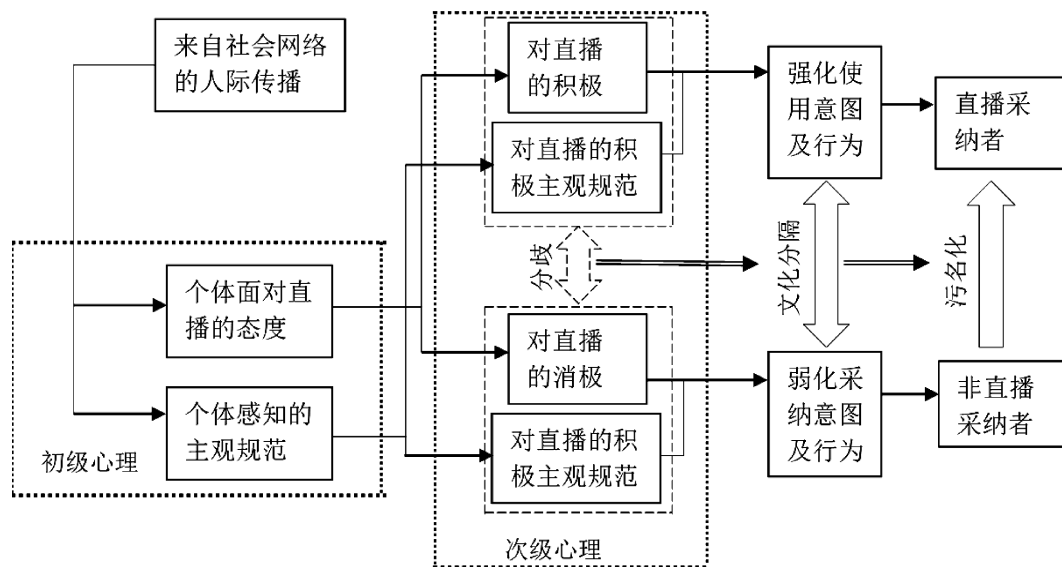 来自社会网络
的人际传播
个体面对直
播的态度
个体感知的
主观规范
初级心理
对直播
的积极
对直播的积
极主观规范
分歧
对直播
的消极
对直播的积
极主观规范
次级心理
强化使
用意图
及行为
文化分隔
弱化采
纳意图
及行为
直播采
纳者
污名化
非直播
采纳者